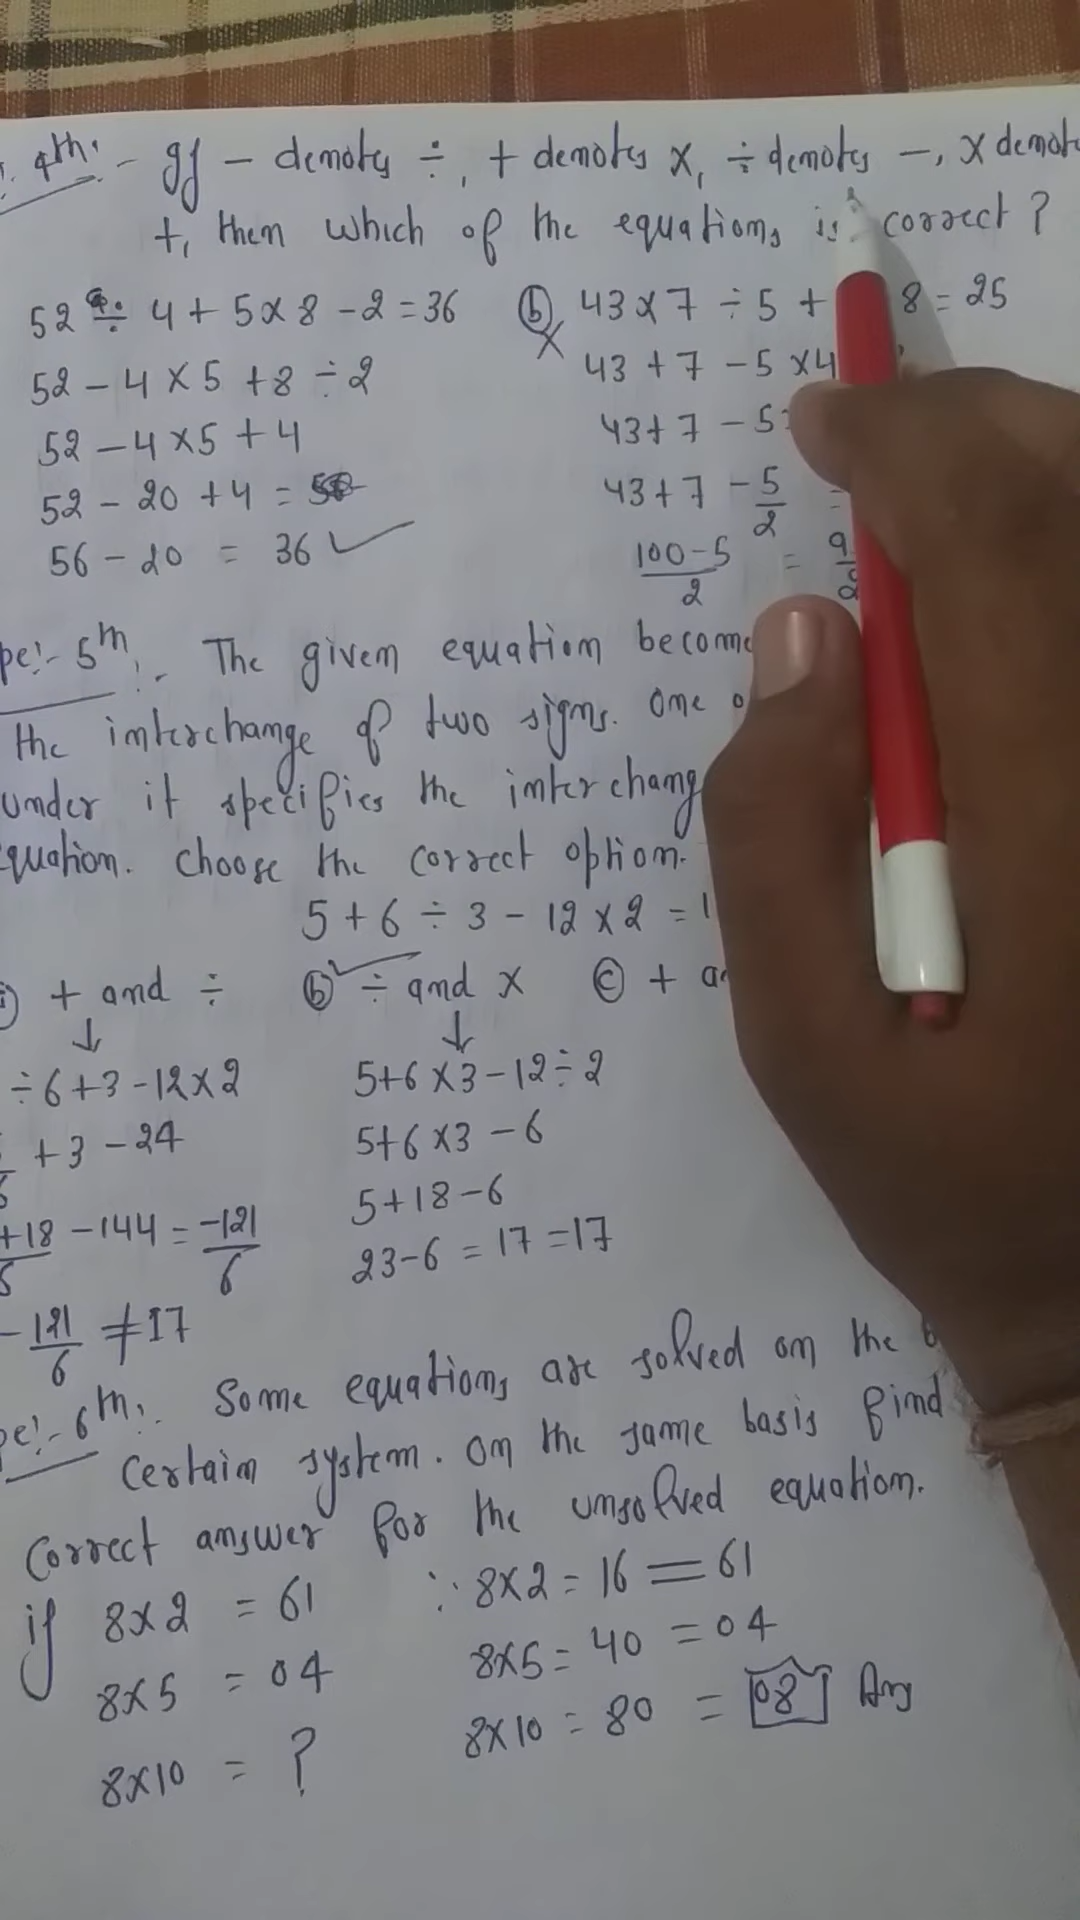 4th:- If - denotes ÷, + denotes x, ÷ denotes -, x denot
+, then which of the equations is correct?
52 ÷ 4 + 5 x 8 - 2 = 36
52 - 4 x 5 + 8 ÷ 2
52 - 4 x 5 + 4
52 - 20 + 4 =
56 - 20 = 36 ✓
(b) 43 x 7 ÷ 5 + 8 = 25
x
43 + 7 - 5 x 4
43 + 7 - 5
43 + 7 - 5/2 =
100 - 5 / 2 = 9
pe:- 5th:- The given equation becom
the interchange of two signs. One o
under it specifies the interchang
quation. Choose the correct option.
5 + 6 ÷ 3 - 12 x 2 = 1
+ and ÷ (b) ✓ ÷ and x (c) + a
↓ ↓
÷ 6 + 3 - 12 x 2
+ 3 - 24
+ 18 - 144 = -121/6
- 121/6 ≠ 17
5 + 6 x 3 - 12 ÷ 2
5 + 6 x 3 - 6
5 + 18 - 6
23 - 6 = 17 = 17
pe:- 6th:- Some equations are solved on the b
certain system. On the same basis find
correct answer for the unsolved equation.
if 8 x 2 = 61
8 x 5 = 04
8 x 10 = ?
∴ 8 x 2 = 16 = 61
8 x 5 = 40 = 04
8 x 10 = 80 = 08 Ans